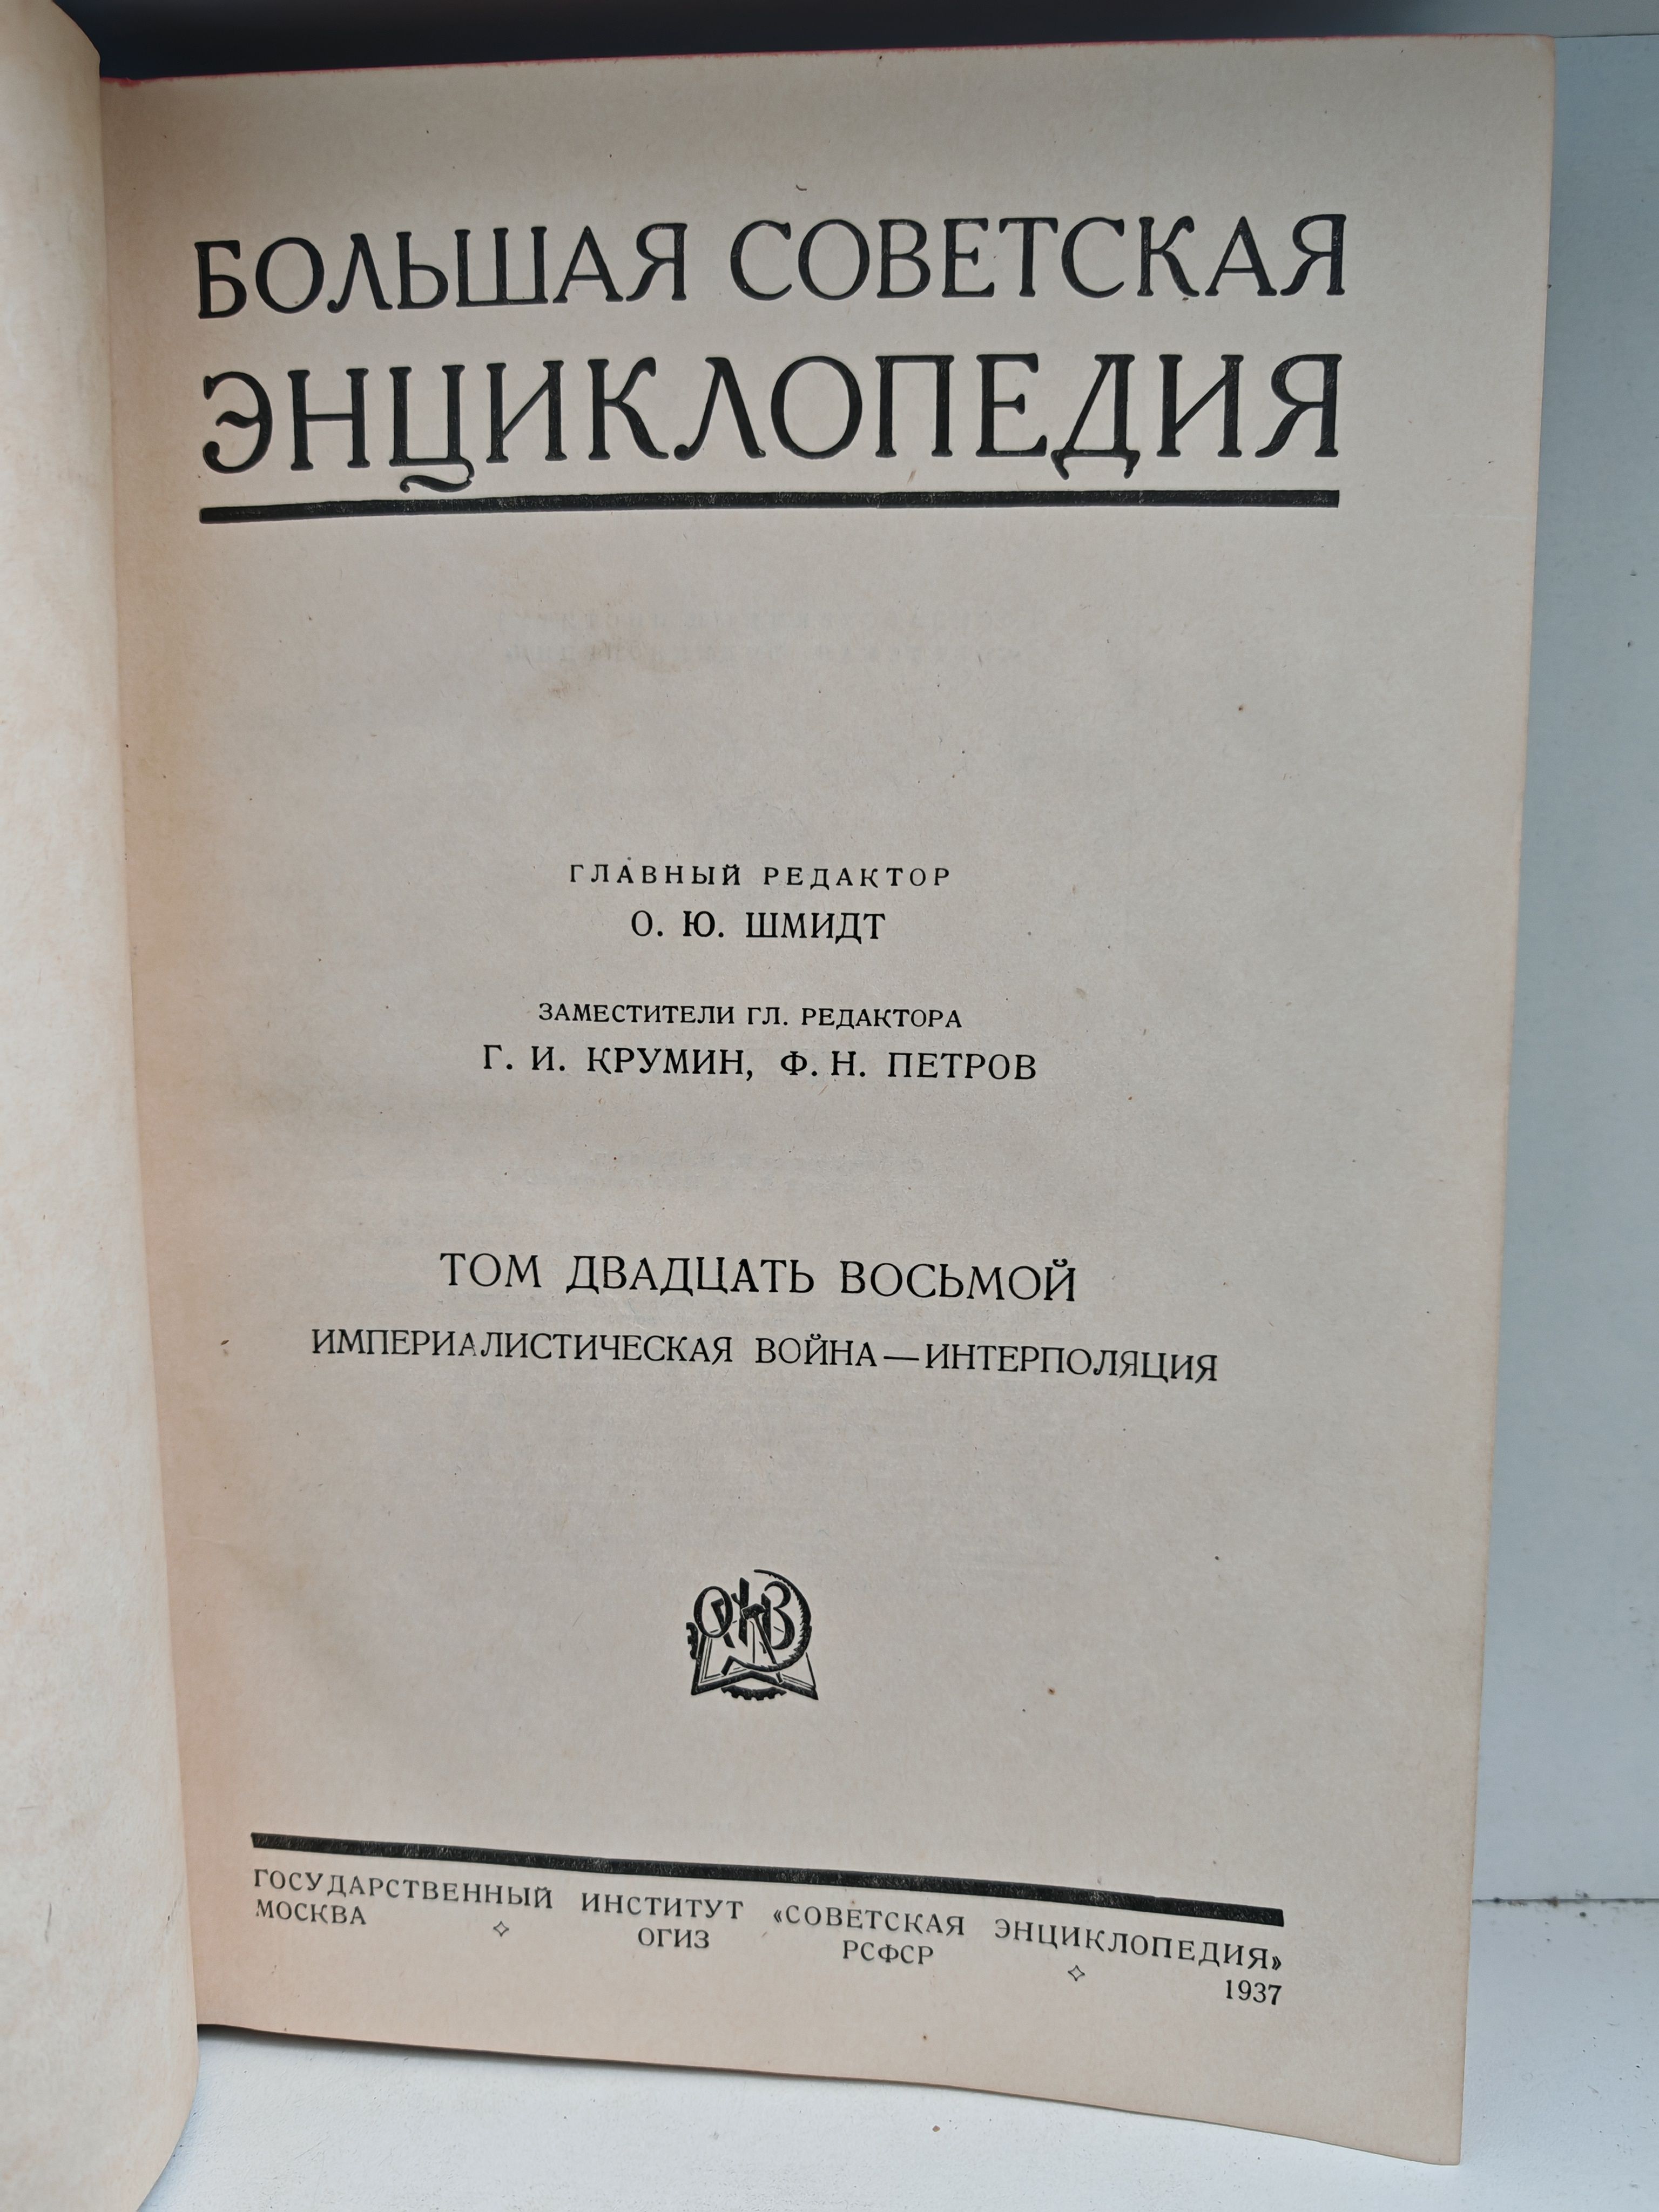 БОЛЬШАЯ СОВЕТСКАЯ
ЭНЦИКЛОПЕДИЯ
ГЛАВНЫЙ РЕДАКТОР
О. Ю. ШМИДТ
ЗАМЕСТИТЕЛИ ГЛ. РЕДАКТОРА
Г. И. КРУМИН, Ф. Н. ПЕТРОВ
ТОМ ДВАДЦАТЬ ВОСЬМОЙ
ИМПЕРИАЛИСТИЧЕСКАЯ ВОЙНА—ИНТЕРПОЛЯЦИЯ
ГОСУДАРСТВЕННЫЙ ИНСТИТУТ «СОВЕТСКАЯ ЭНЦИКЛОПЕДИЯ»
МОСКВА ✧ ОГИЗ РСФСР ✧ 1937